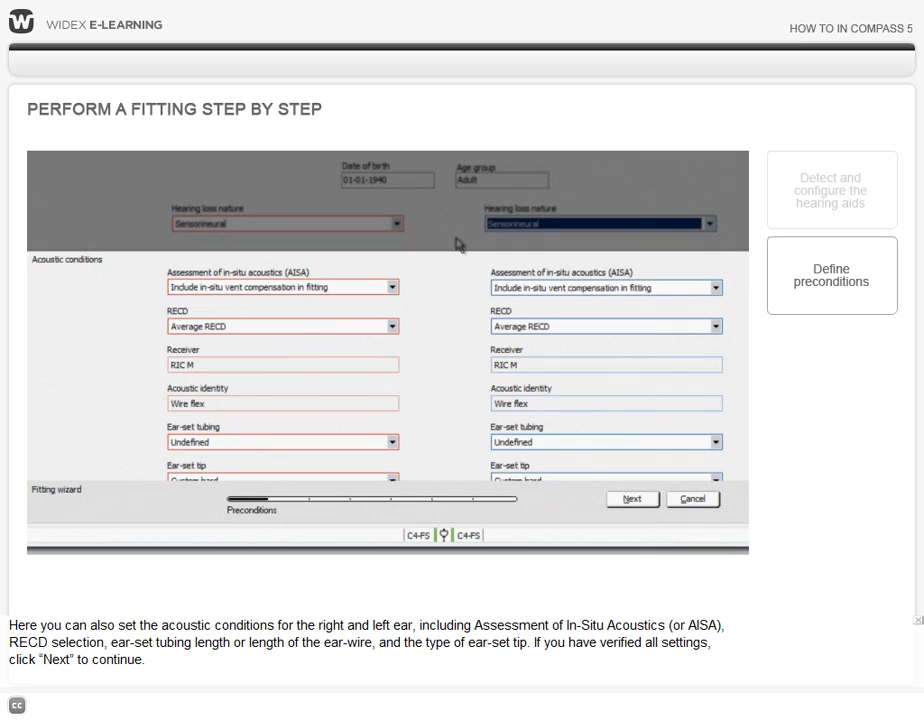 WIDEX E-LEARNING
HOW TO IN COMPASS 5
PERFORM A FITTING STEP BY STEP
Date of birth
Age group
01-01-1940
Adult
Hearing loss nature
Hearing loss nature
Sensorineural
Sensorineural
Acoustic conditions
Assessment of in-situ acoustics (AISA)
Assessment of in-situ acoustics (AISA)
Include in-situ vent compensation in fitting
Include in-situ vent compensation in fitting
RECD
RECD
Average RECD
Average RECD
Receiver
Receiver
RIC M
RIC M
Acoustic identity
Acoustic identity
Wire flex
Wire flex
Ear-set tubing
Ear-set tubing
Undefined
Undefined
Ear-set tip
Ear-set tip
Custom hard
Custom hard
Fitting wizard
Preconditions
Next
Cancel
C4-FS
C4-FS
Detect and
configure the
hearing aids
Define
preconditions
Here you can also set the acoustic conditions for the right and left ear, including Assessment of In-Situ Acoustics (or AISA),
RECD selection, ear-set tubing length or length of the ear-wire, and the type of ear-set tip. If you have verified all settings,
click “Next” to continue.
cc